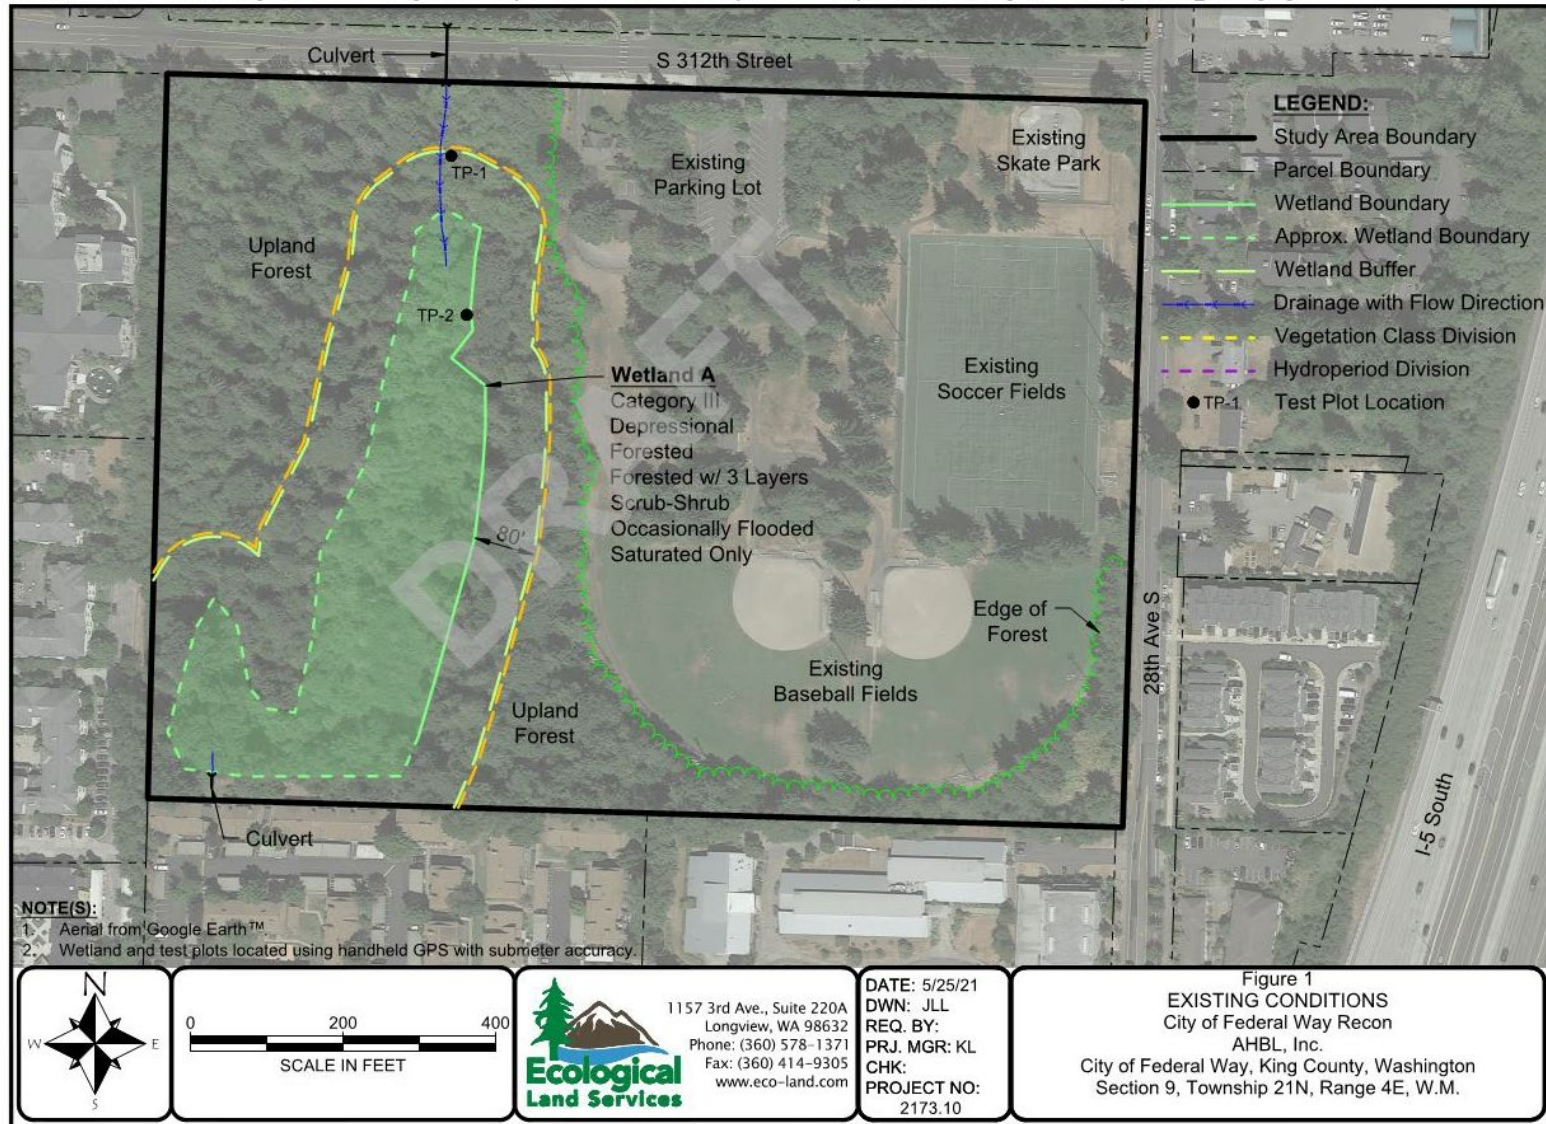 Culvert
S 312th Street
LEGEND:
Study Area Boundary
Parcel Boundary
Wetland Boundary
Approx. Wetland Boundary
Wetland Buffer
Drainage with Flow Direction
Vegetation Class Division
Hydroperiod Division
TP-1 Test Plot Location
Existing
Skate Park
Existing
Parking Lot
TP-1
Upland
Forest
TP-2
Wetland A
Category III
Depressional
Forested
Forested w/ 3 Layers
Scrub-Shrub
Occasionally Flooded
Saturated Only
80'
Existing
Soccer Fields
DRAFT
Edge of
Forest
Existing
Baseball Fields
Upland
Forest
28th Ave S
I-5 South
Culvert
NOTE(S):
1. Aerial from Google Earth™
2. Wetland and test plots located using handheld GPS with submeter accuracy.
N
W
E
S
0 200 400
SCALE IN FEET
Ecological
Land Services
1157 3rd Ave., Suite 220A
Longview, WA 98632
Phone: (360) 578-1371
Fax: (360) 414-9305
www.eco-land.com
DATE: 5/25/21
DWN: JLL
REQ. BY:
PRJ. MGR: KL
CHK:
PROJECT NO:
2173.10
Figure 1
EXISTING CONDITIONS
City of Federal Way Recon
AHBL, Inc.
City of Federal Way, King County, Washington
Section 9, Township 21N, Range 4E, W.M.